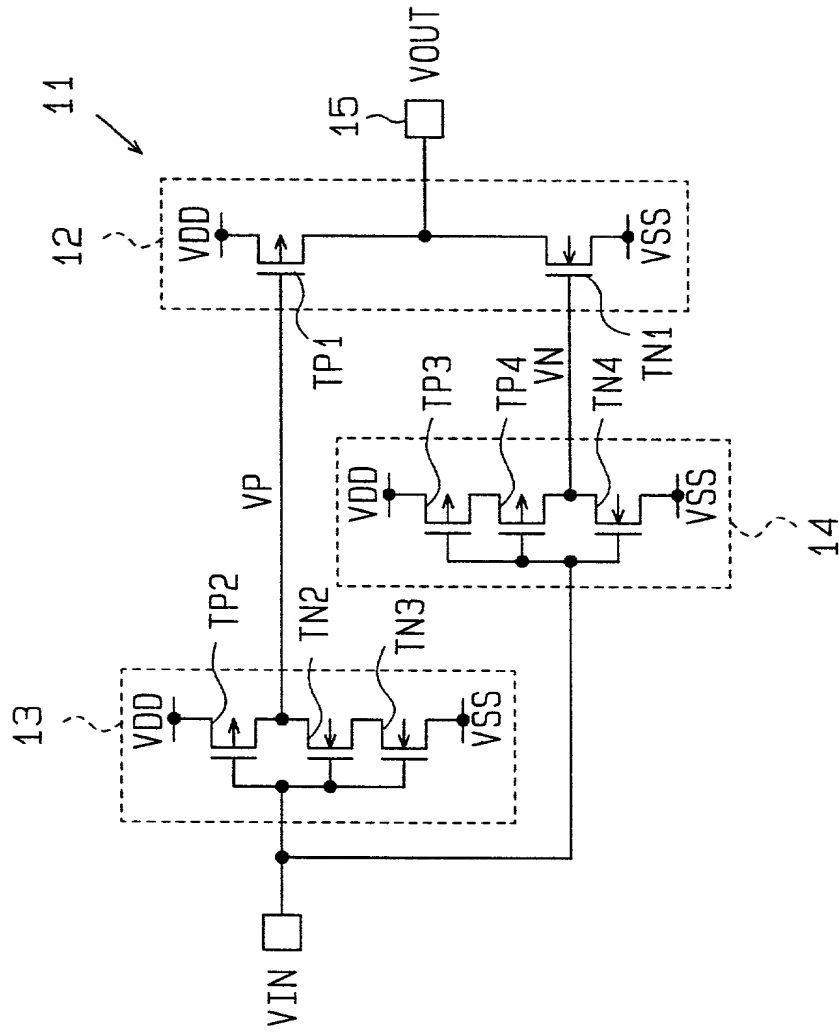 11
12
VDD
15
VOUT
TP1
VSS
TN1
VP
VN
13
VDD
TP2
TN2
TN3
VSS
VDD
TP3
TP4
TN4
VSS
14
VIN